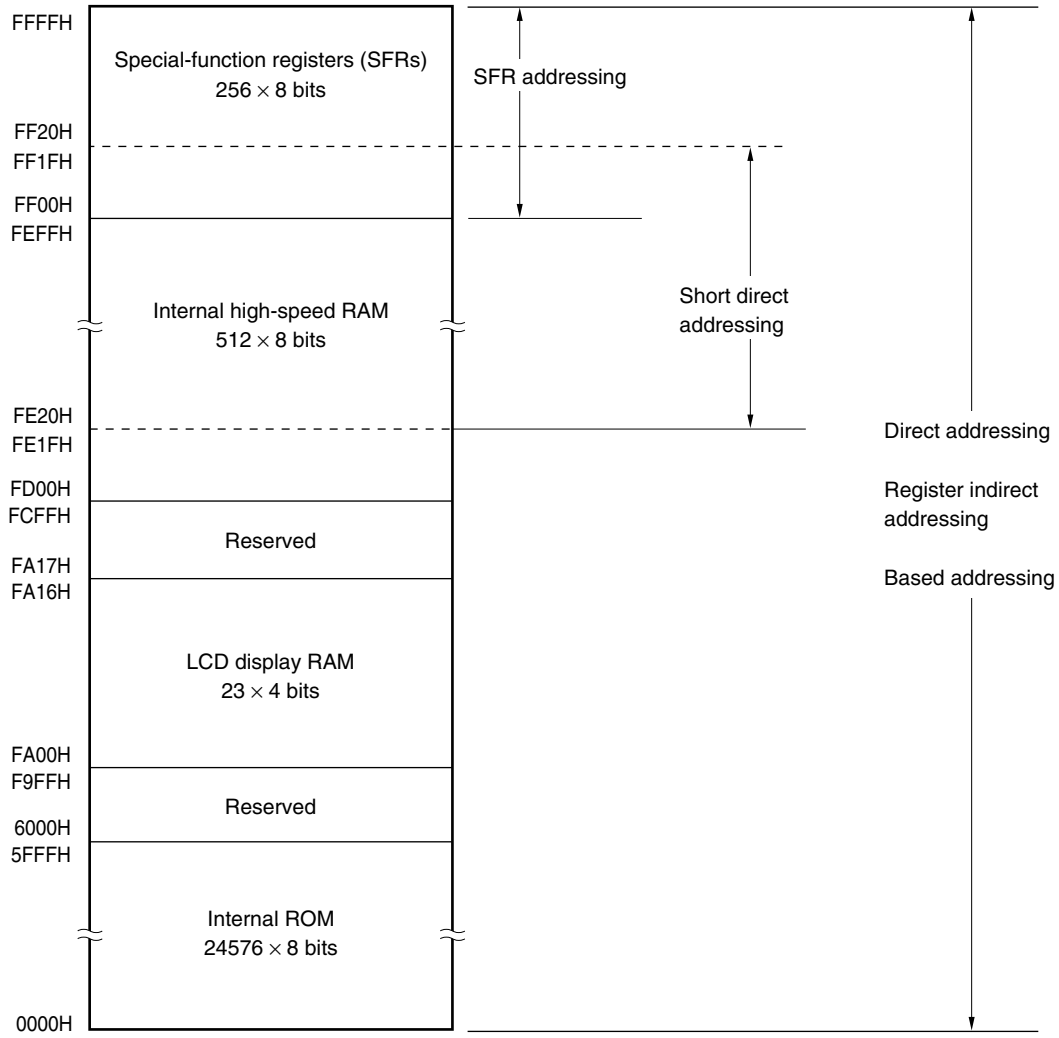 FFFFH
Special-function registers (SFRs)
256 × 8 bits
SFR addressing
FF20H
FF1FH
FF00H
FEFFH
Internal high-speed RAM
512 × 8 bits
Short direct
addressing
FE20H
FE1FH
Direct addressing
Register indirect
addressing
Based addressing
FD00H
FCFFH
Reserved
FA17H
FA16H
LCD display RAM
23 × 4 bits
FA00H
F9FFH
Reserved
6000H
5FFFH
Internal ROM
24576 × 8 bits
0000H